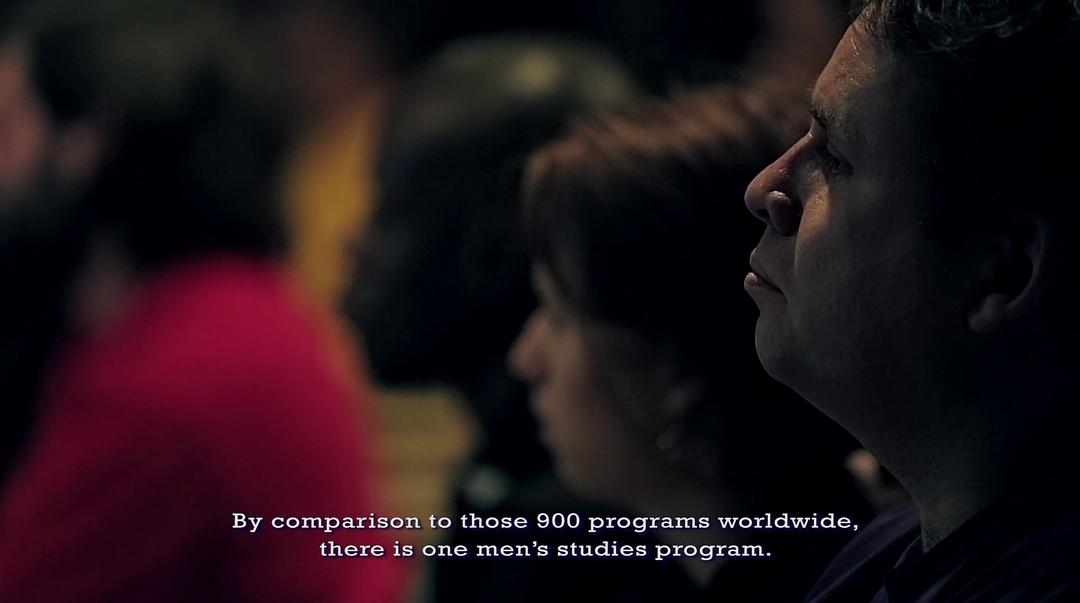 By comparison to those 900 programs worldwide,
there is one men's studies program.